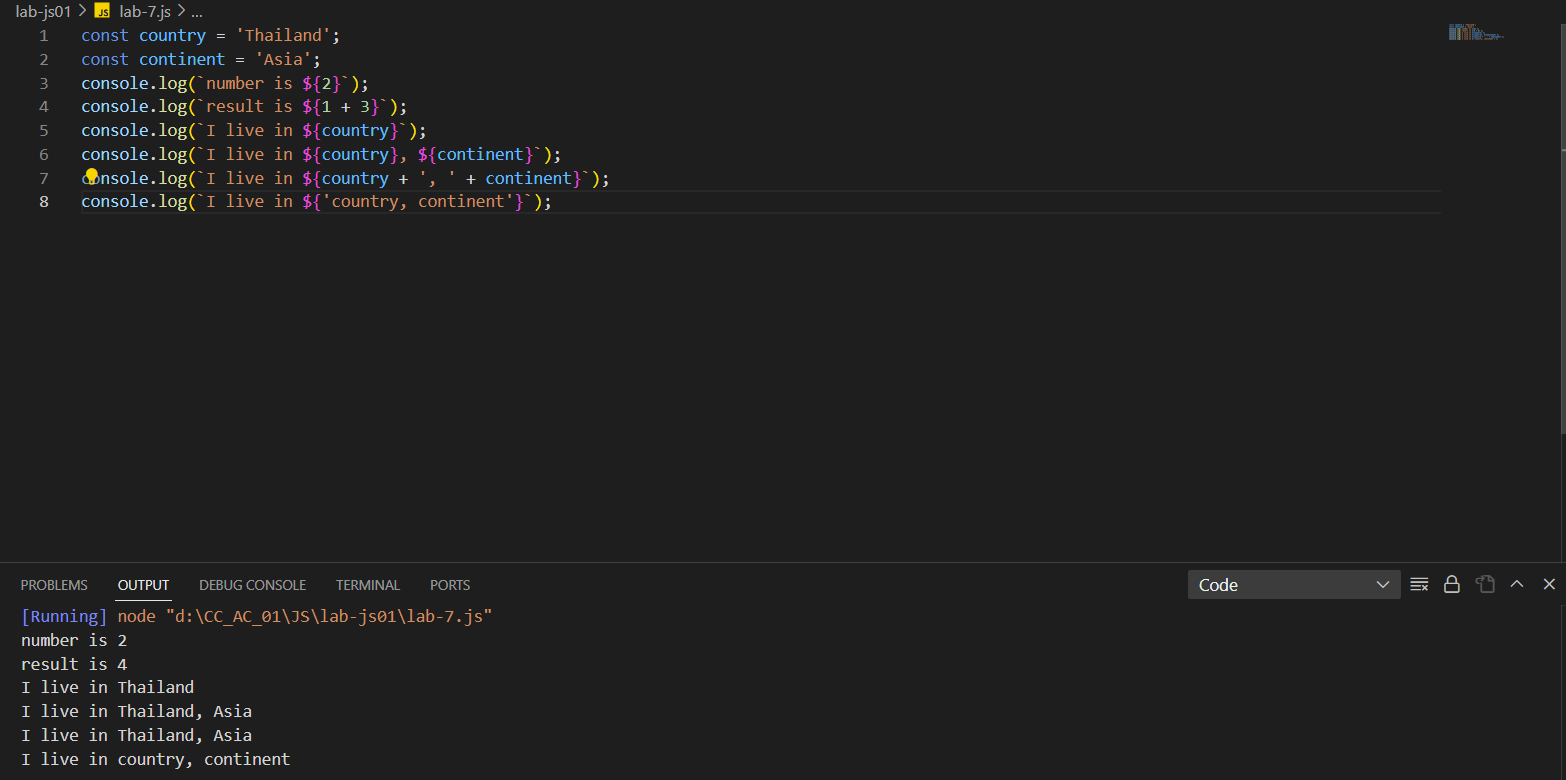 lab-js01 > JS lab-7.js > ...
1 const country = 'Thailand';
2 const continent = 'Asia';
3 console.log(`number is ${2}`);
4 console.log(`result is ${1 + 3}`);
5 console.log(`I live in ${country}`);
6 console.log(`I live in ${country}, ${continent}`);
7 console.log(`I live in ${country + ', ' + continent}`);
8 console.log(`I live in ${'country, continent'}`);
PROBLEMS OUTPUT DEBUG CONSOLE TERMINAL PORTS Code
[Running] node "d:\CC_AC_01\JS\lab-js01\lab-7.js"
number is 2
result is 4
I live in Thailand
I live in Thailand, Asia
I live in Thailand, Asia
I live in country, continent